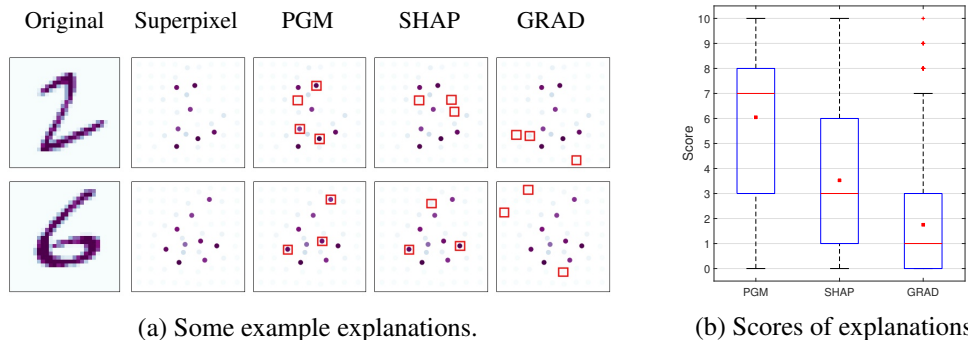 Original Superpixel PGM SHAP GRAD
(a) Some example explanations.
10
9
8
7
6
5
4
3
2
1
0
Score
PGM SHAP GRAD
(b) Scores of explanations